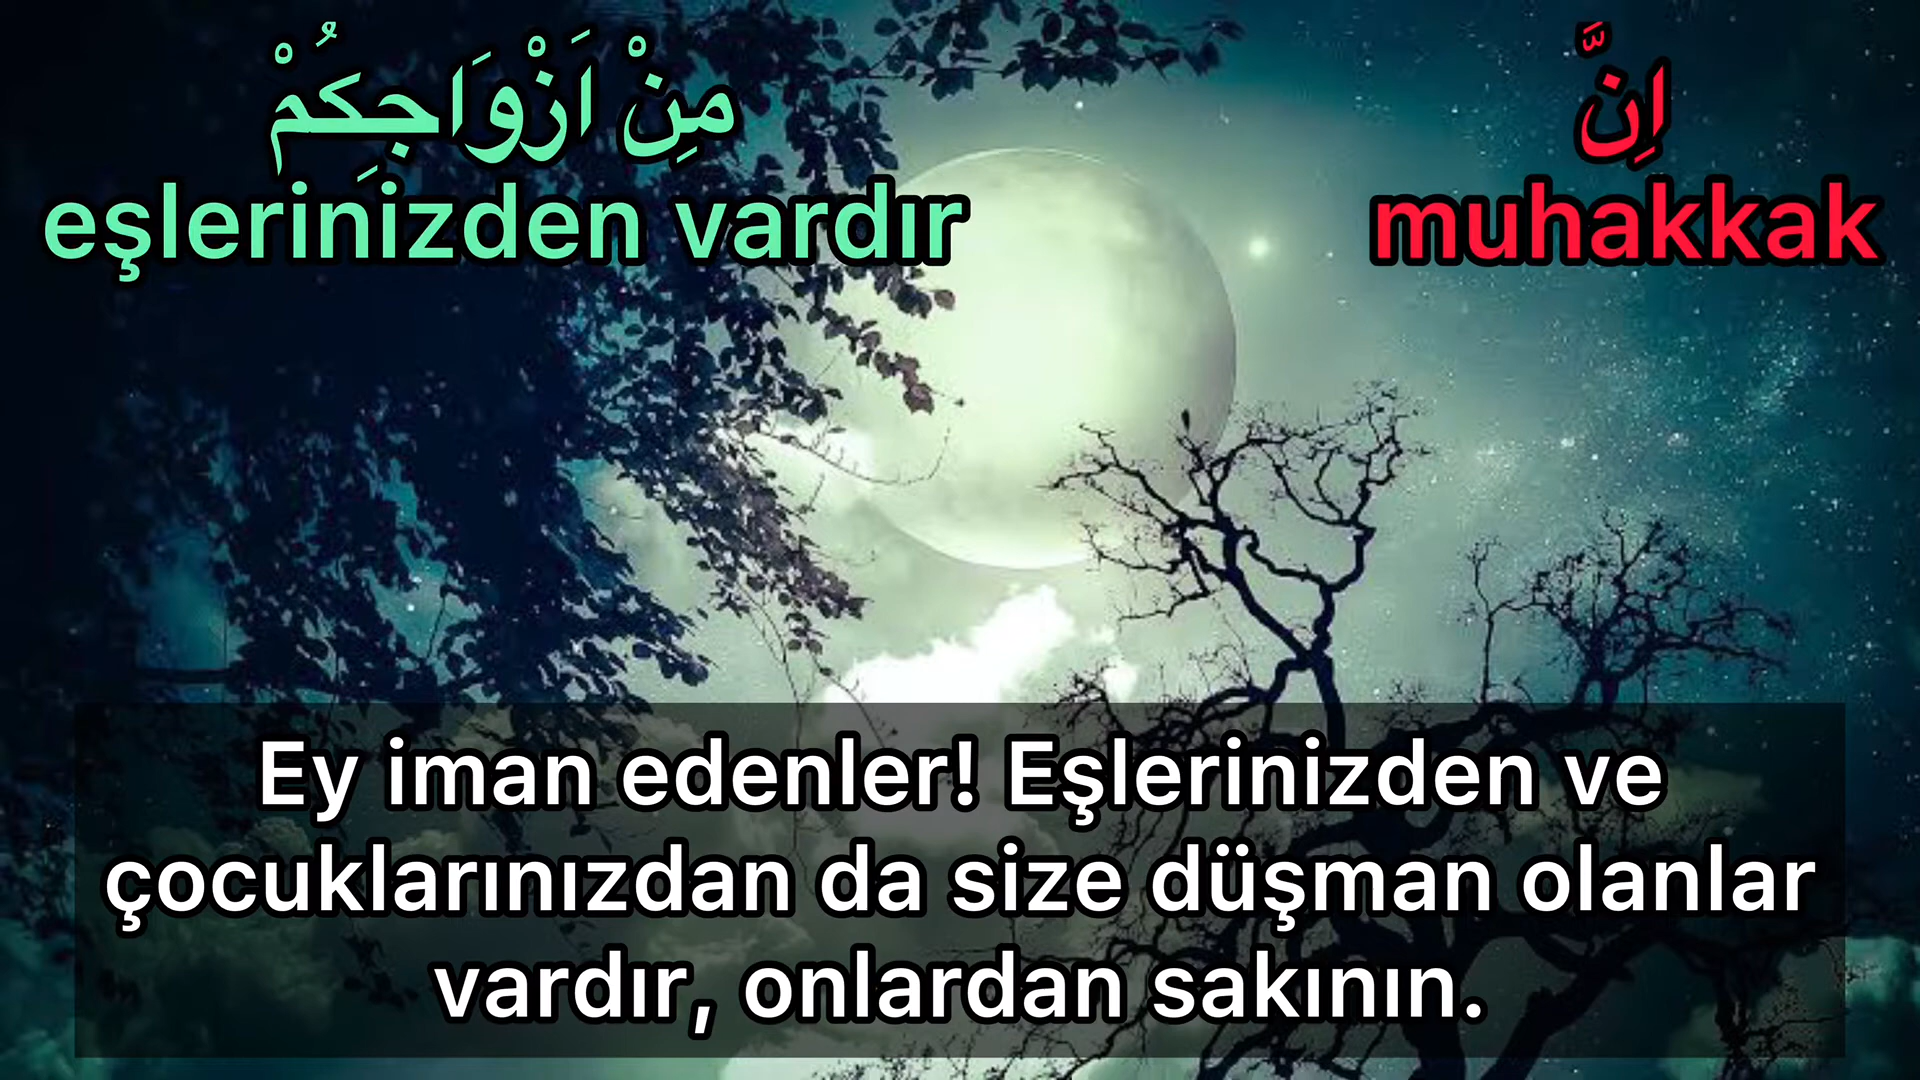 اِنَّ
muhakkak
مِنْ اَزْوَاجِكُمْ
eşlerinizden vardır
Ey iman edenler! Eşlerinizden ve
çocuklarınızdan da size düşman olanlar
vardır, onlardan sakının.